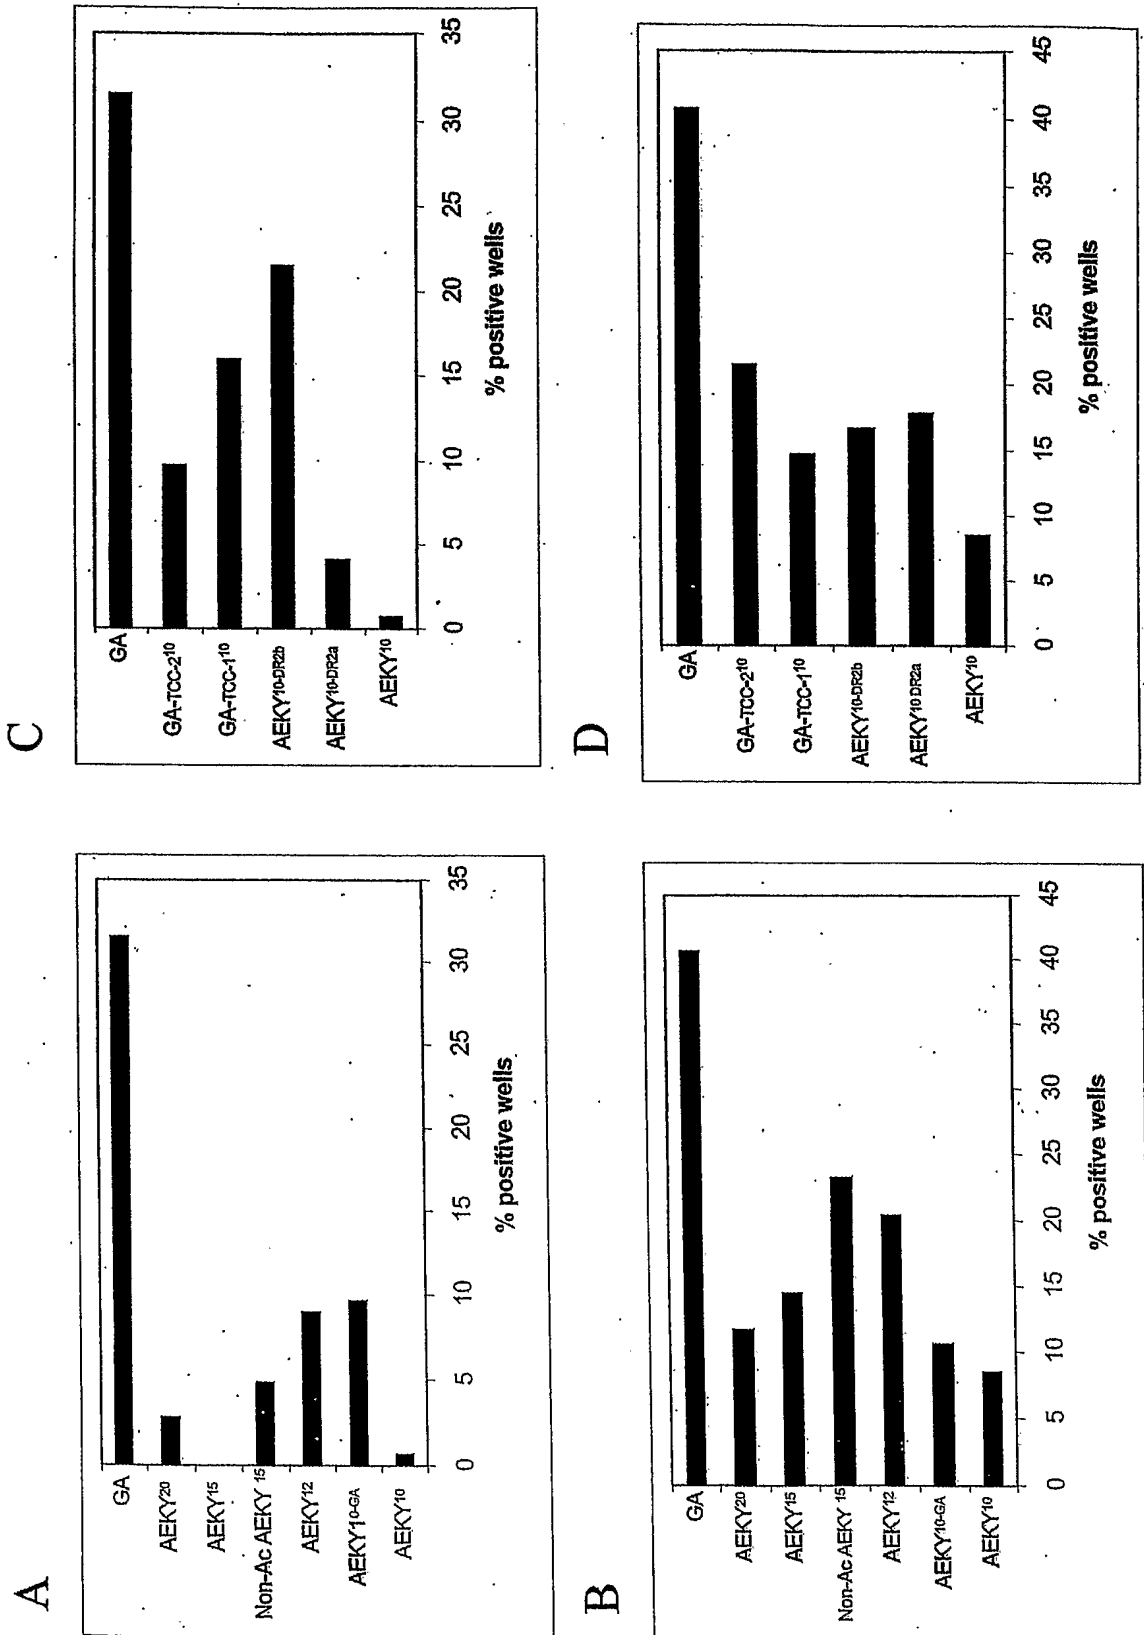 A
GA
AEKY20
AEKY15
Non-Ac AEKY 15
AEKY12
AEKY10-GA
AEKY10
0 5 10 15 20 25 30 35
% positive wells
B
GA
AEKY20
AEKY15
Non-Ac AEKY 15
AEKY12
AEKY10-GA
AEKY10
0 5 10 15 20 25 30 35 40 45
% positive wells
C
GA
GA-TCC-210
GA-TCC-110
AEKY10-DR2b
AEKY10-DR2a
AEKY10
0 5 10 15 20 25 30 35
% positive wells
D
GA
GA-TCC-210
GA-TCC-110
AEKY10-DR2b
AEKY10 DR2a
AEKY10
0 5 10 15 20 25 30 35 40 45
% positive wells